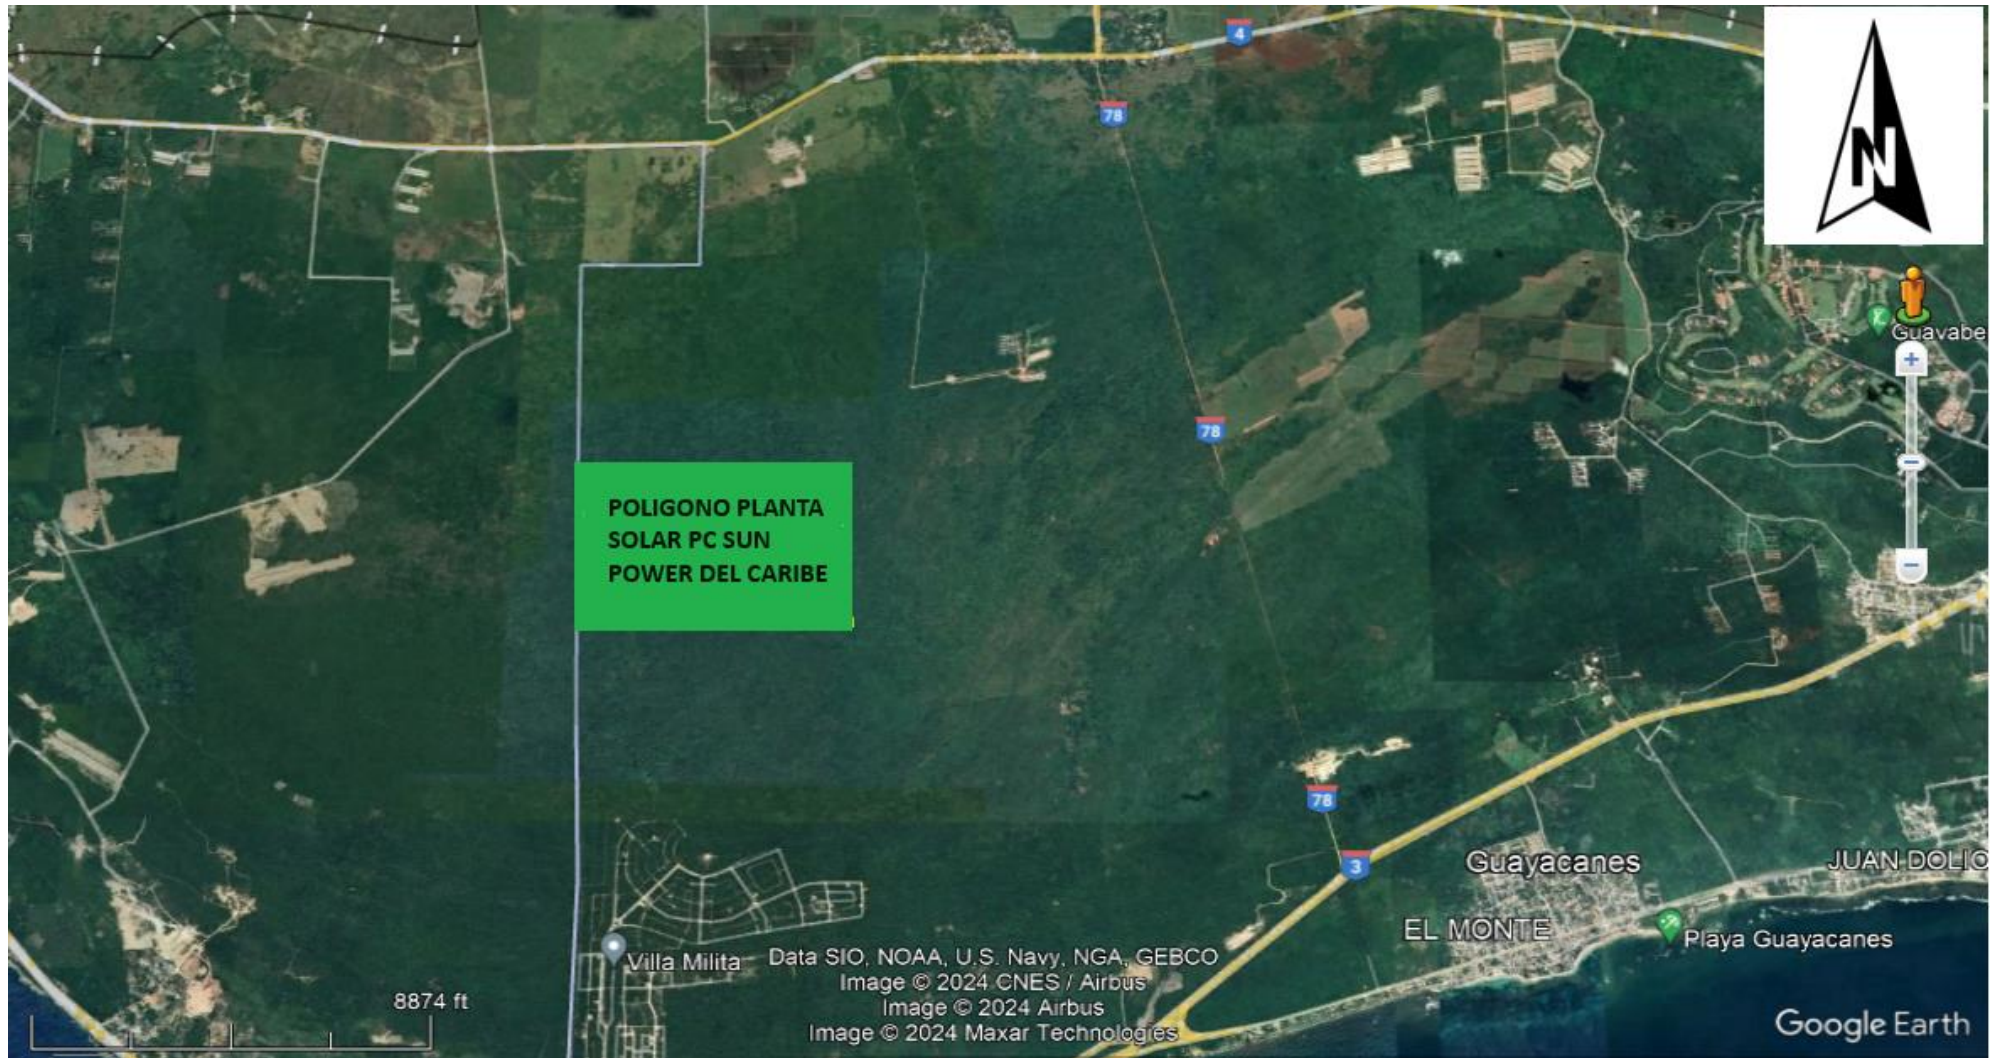 4
78
N
Guavabe
78
POLIGONO PLANTA
SOLAR PC SUN
POWER DEL CARIBE
78
3
Guayacanes
JUAN DOLIO
EL MONTE
Playa Guayacanes
Villa Milita
Data SIO, NOAA, U.S. Navy, NGA, GEBCO
Image © 2024 CNES / Airbus
Image © 2024 Airbus
Image © 2024 Maxar Technologies
8874 ft
Google Earth